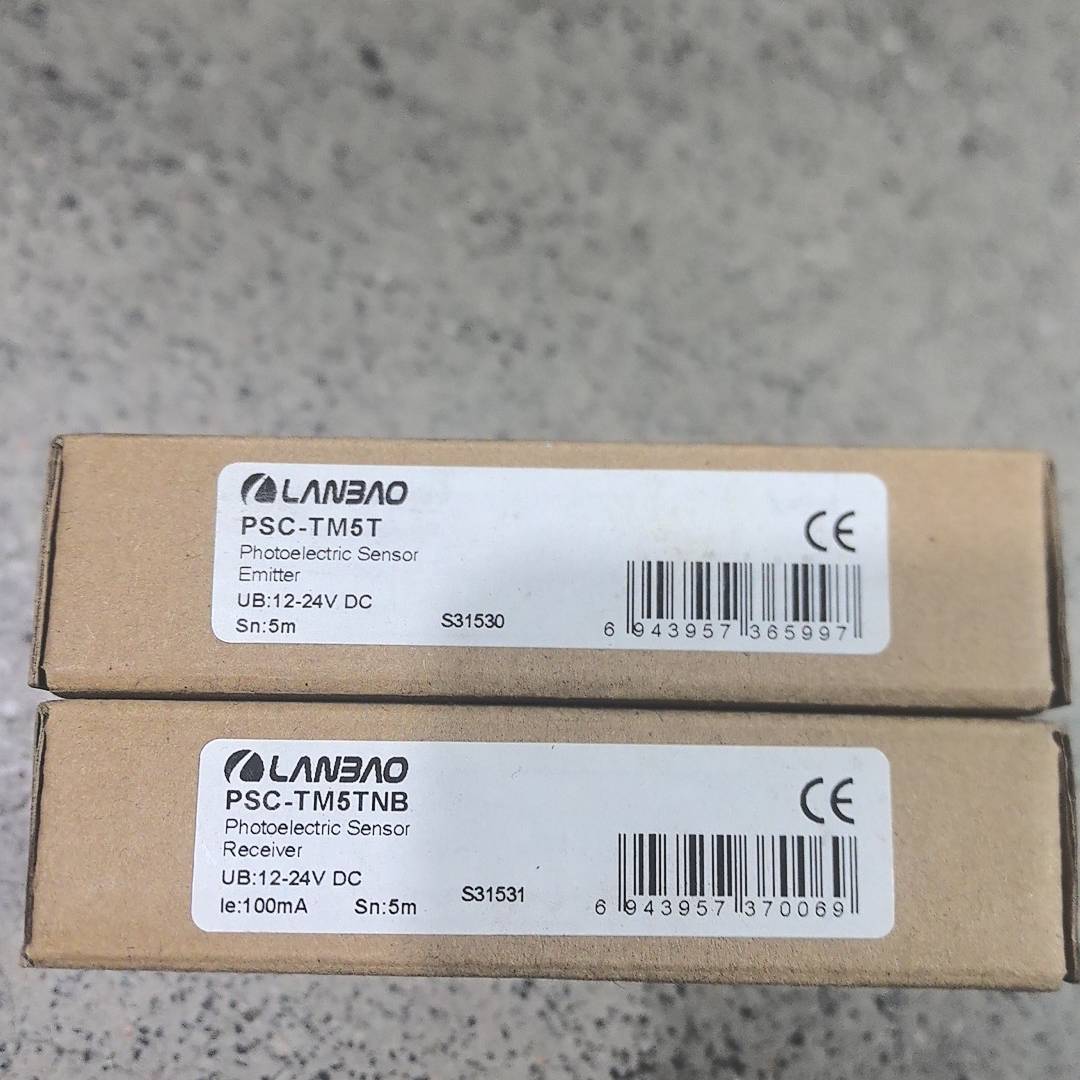 LANBAO
PSC-TM5T
Photoelectric Sensor
Emitter
UB:12-24V DC
Sn:5m
S31530
CE
6 943957 365997
LANBAO
PSC-TM5TNB
Photoelectric Sensor
Receiver
UB:12-24V DC
Ie:100mA Sn:5m
S31531
CE
6 943957 370069